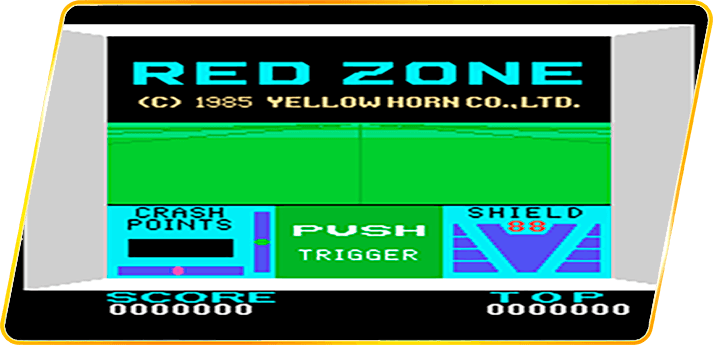 RED ZONE
(C) 1985 YELLOW HORN CO.,LTD.
CRASH
POINTS
PUSH
TRIGGER
SHIELD
88
SCORE
0000000
TOP
0000000